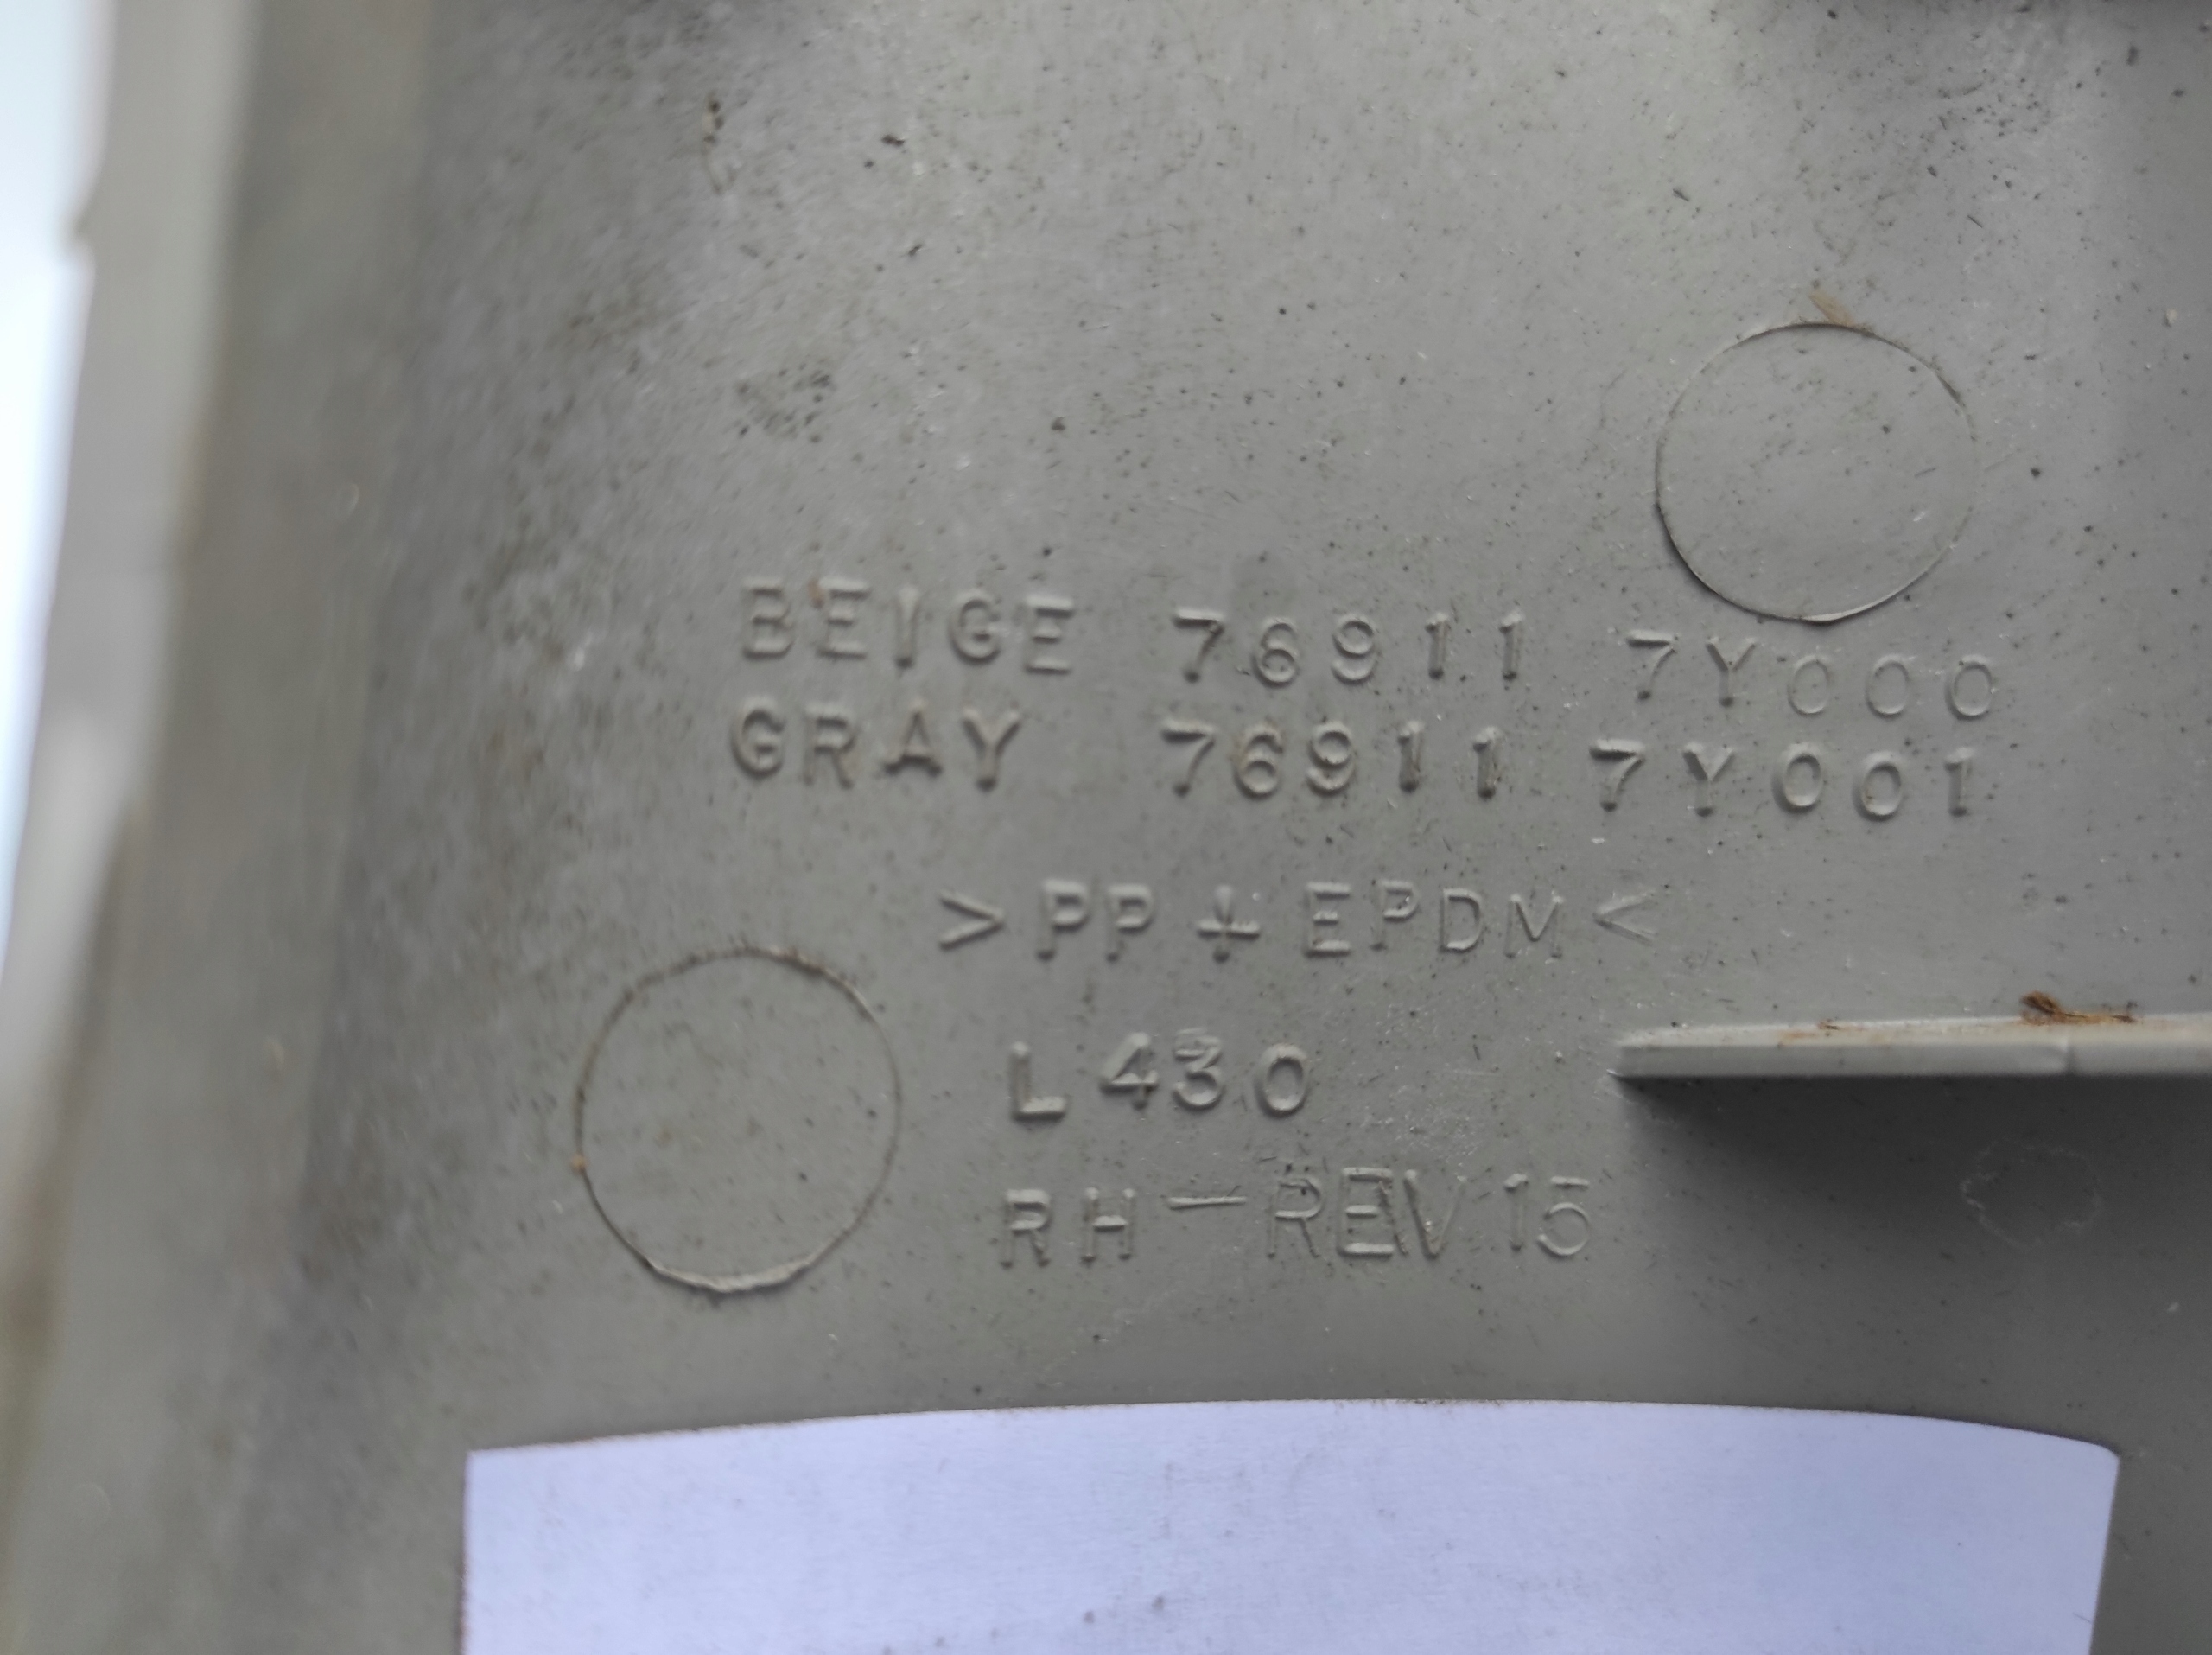 BEIGE 76911 7Y000
GRAY 76911 7Y001
>PP+EPDM<
L430
RH-REV15